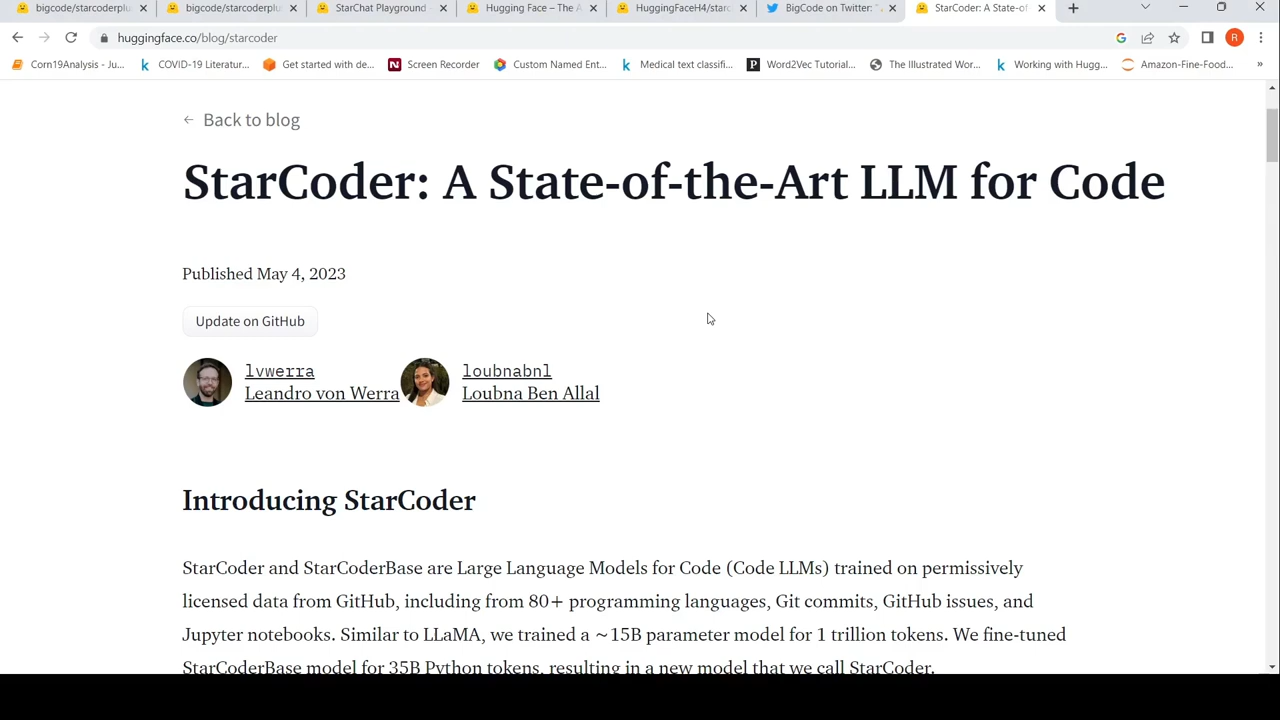 bigcode/starcoderplu
bigcode/starcoderplu
StarChat Playground
Hugging Face – The A
HuggingFaceH4/starc
BigCode on Twitter: "
StarCoder: A State-of
huggingface.co/blog/starcoder
R
Corn19Analysis - Ju...
COVID-19 Literatur...
Get started with de...
Screen Recorder
Custom Named Ent...
Medical text classifi...
Word2Vec Tutorial...
The Illustrated Wor...
Working with Hugg...
Amazon-Fine-Food...
← Back to blog
StarCoder: A State-of-the-Art LLM for Code
Published May 4, 2023
Update on GitHub
lvwerra
Leandro von Werra
loubnabnl
Loubna Ben Allal
Introducing StarCoder
StarCoder and StarCoderBase are Large Language Models for Code (Code LLMs) trained on permissively
licensed data from GitHub, including from 80+ programming languages, Git commits, GitHub issues, and
Jupyter notebooks. Similar to LLaMA, we trained a ~15B parameter model for 1 trillion tokens. We fine-tuned
StarCoderBase model for 35B Python tokens, resulting in a new model that we call StarCoder.